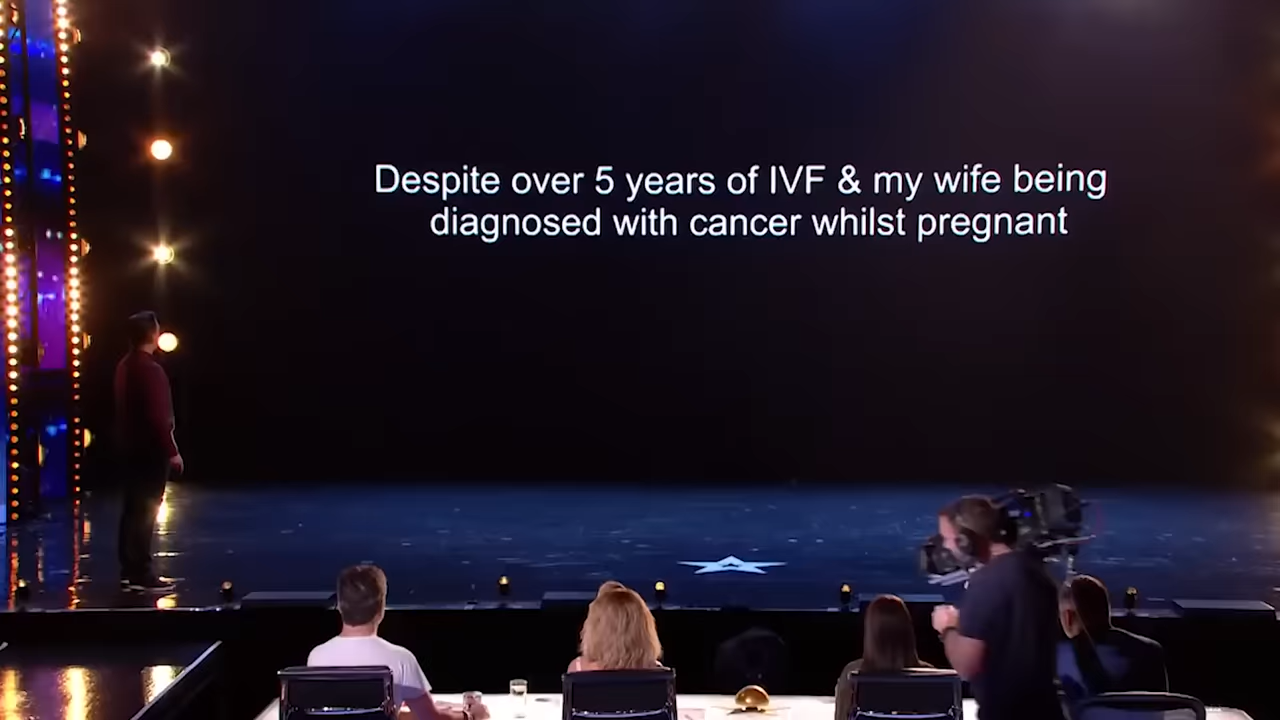 Despite over 5 years of IVF & my wife being
diagnosed with cancer whilst pregnant